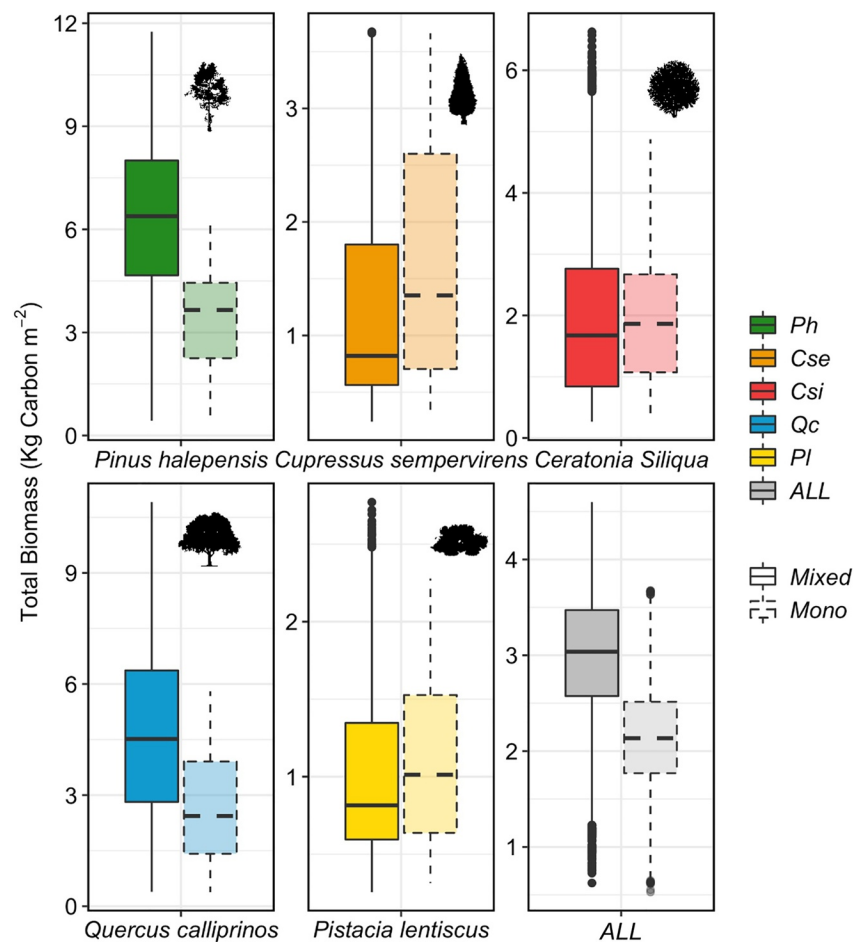 12
9
6
3
0
3
2
1
6
4
2
0
Pinus halepensis Cupressus sempervirens Ceratonia Siliqua
Total Biomass (Kg Carbon m⁻²)
9
6
3
0
2
1
4
3
2
1
Quercus calliprinos Pistacia lentiscus ALL
Ph
Cse
Csi
Qc
Pl
ALL
Mixed
Mono